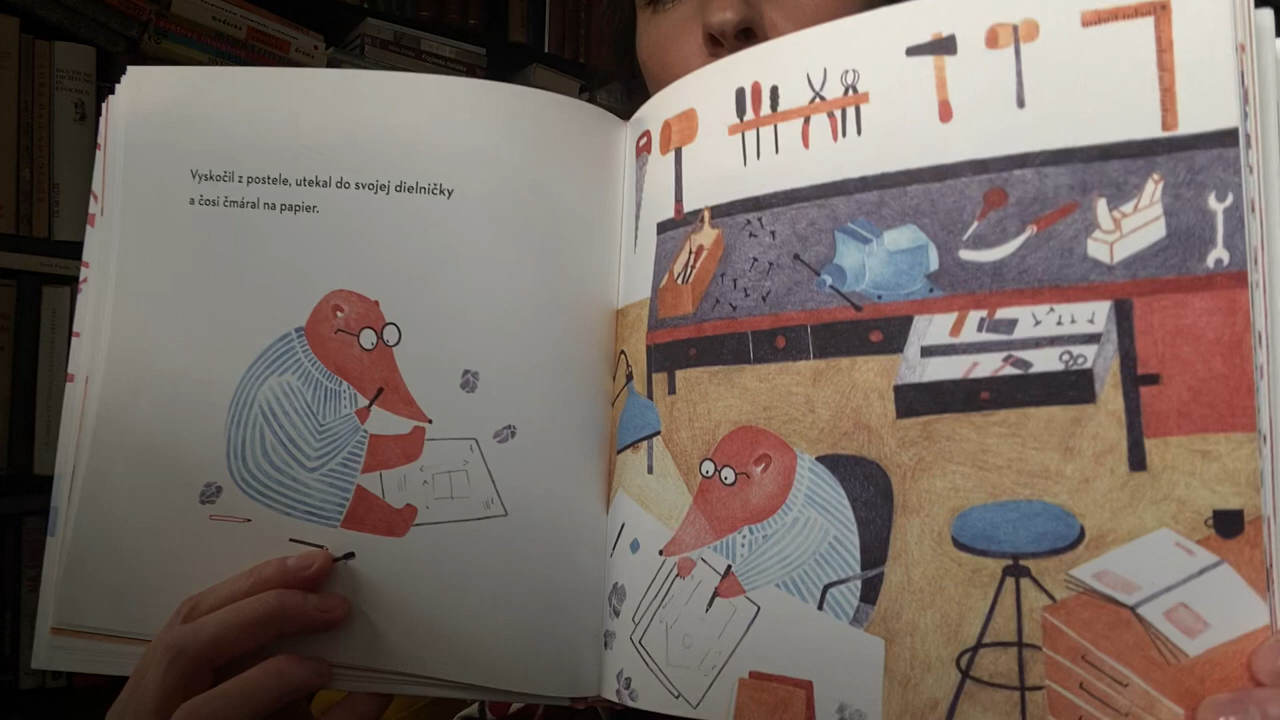 Vyskočil z postele, utekal do svojej dielničky
a čosi čmáral na papier.